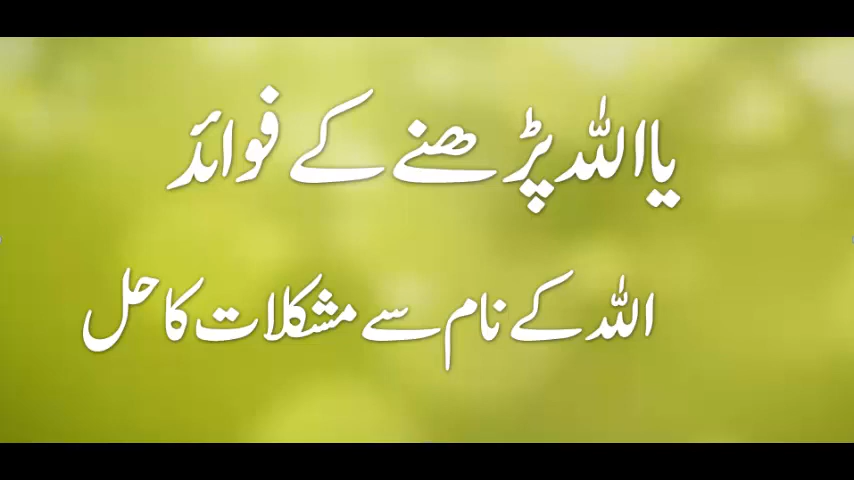 یا اللہ پڑھنے کے فوائد
اللہ کے نام سے مشکلات کا حل